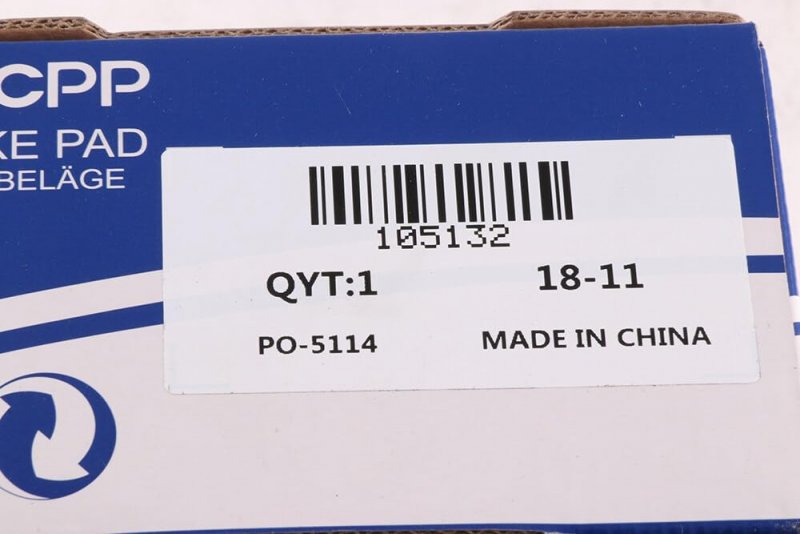 CPP
KE PAD
BELÄGE
105132
QYT:1 18-11
PO-5114 MADE IN CHINA